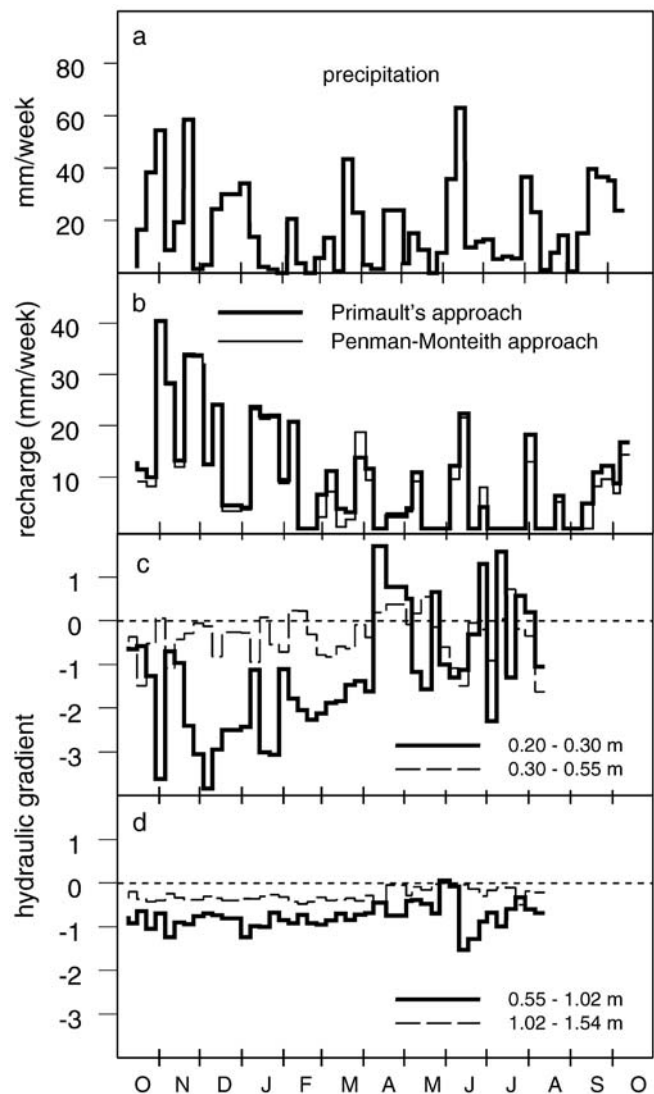 a
precipitation
mm/week
80
60
40
20
b
Primault's approach
Penman-Monteith approach
recharge (mm/week)
40
30
20
10
c
1
0
-1
-2
-3
0.20 - 0.30 m
0.30 - 0.55 m
hydraulic gradient
d
1
0
-1
-2
-3
0.55 - 1.02 m
1.02 - 1.54 m
O N D J F M A M J J A S O